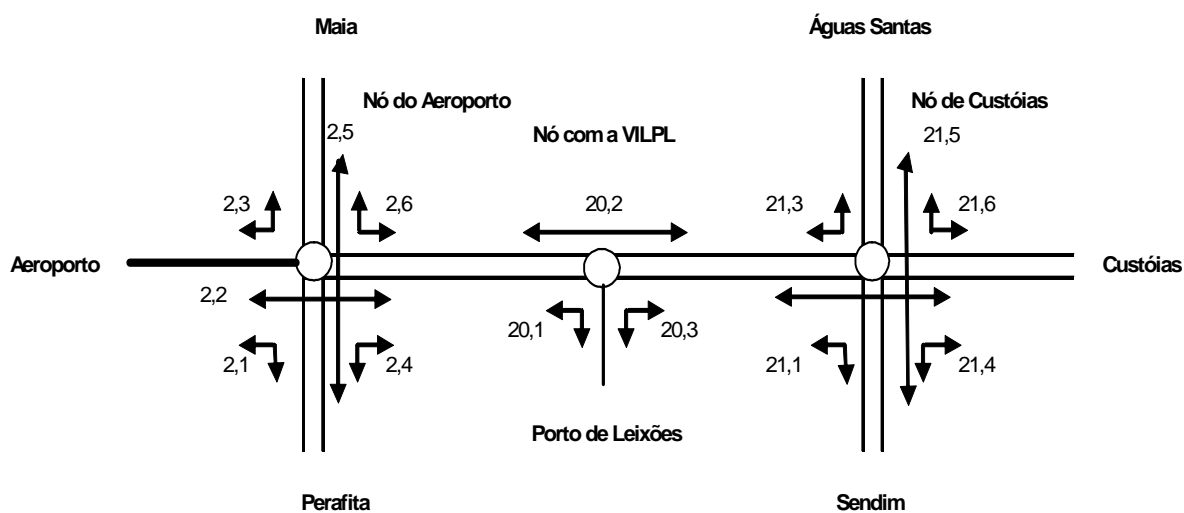 Maia
Águas Santas
Nó do Aeroporto
Nó de Custóias
2,5
Nó com a VILPL
21,5
2,3
2,6
20,2
21,3
21,6
Aeroporto
Custóias
2,2
2,1
2,4
20,1
20,3
21,1
21,4
Porto de Leixões
Perafita
Sendim